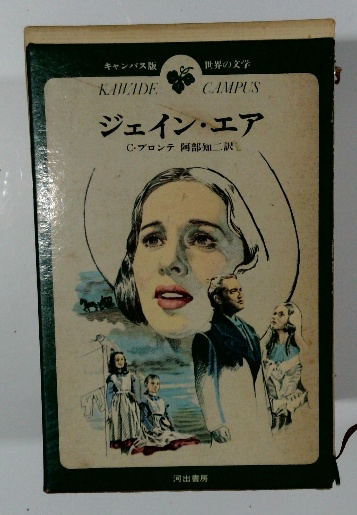 キャンパス版 世界の文学
KAWADE CAMPUS
ジェイン・エア
C・ブロンテ 阿部知二訳
河出書房